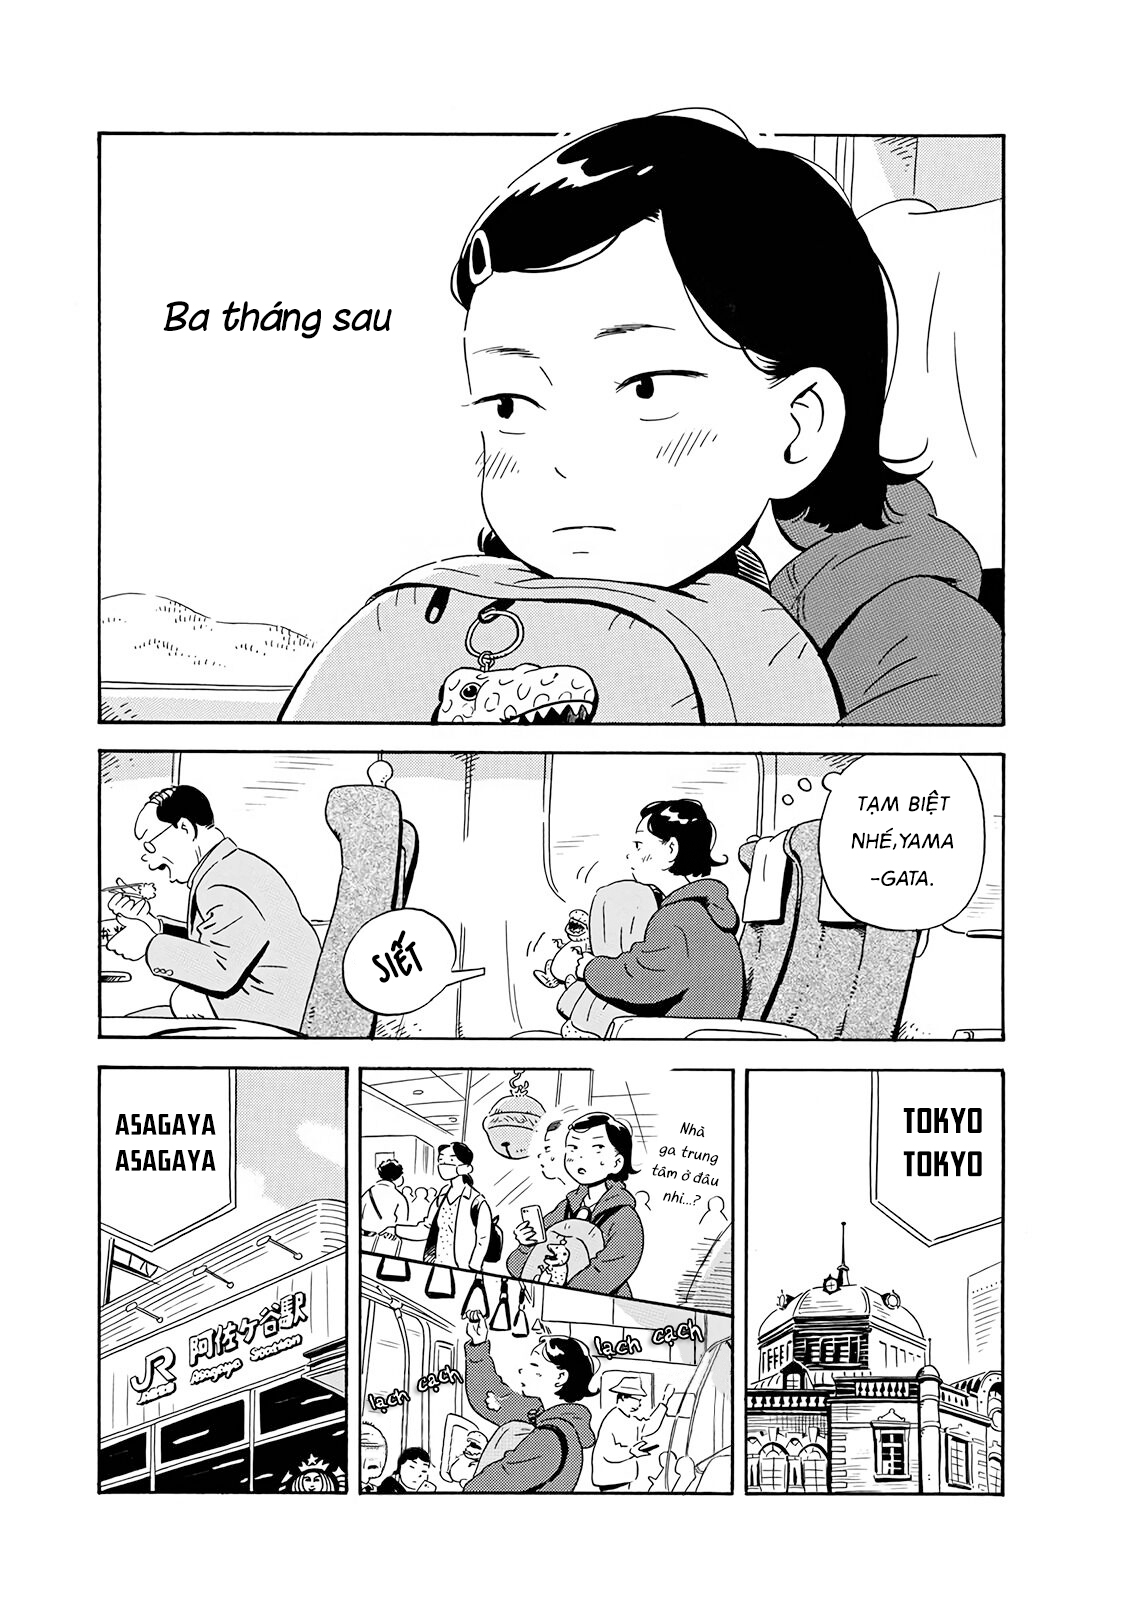 Ba tháng sau
TẠM BIỆT
NHÉ,YAMA
-GATA.
SIẾT
TOKYO
TOKYO
Nhà
ga trung
tâm ở đâu
nhi...?
lạch cạch
lạch cạch
ASAGAYA
ASAGAYA
JR
阿佐ケ谷駅
Asagaya Station